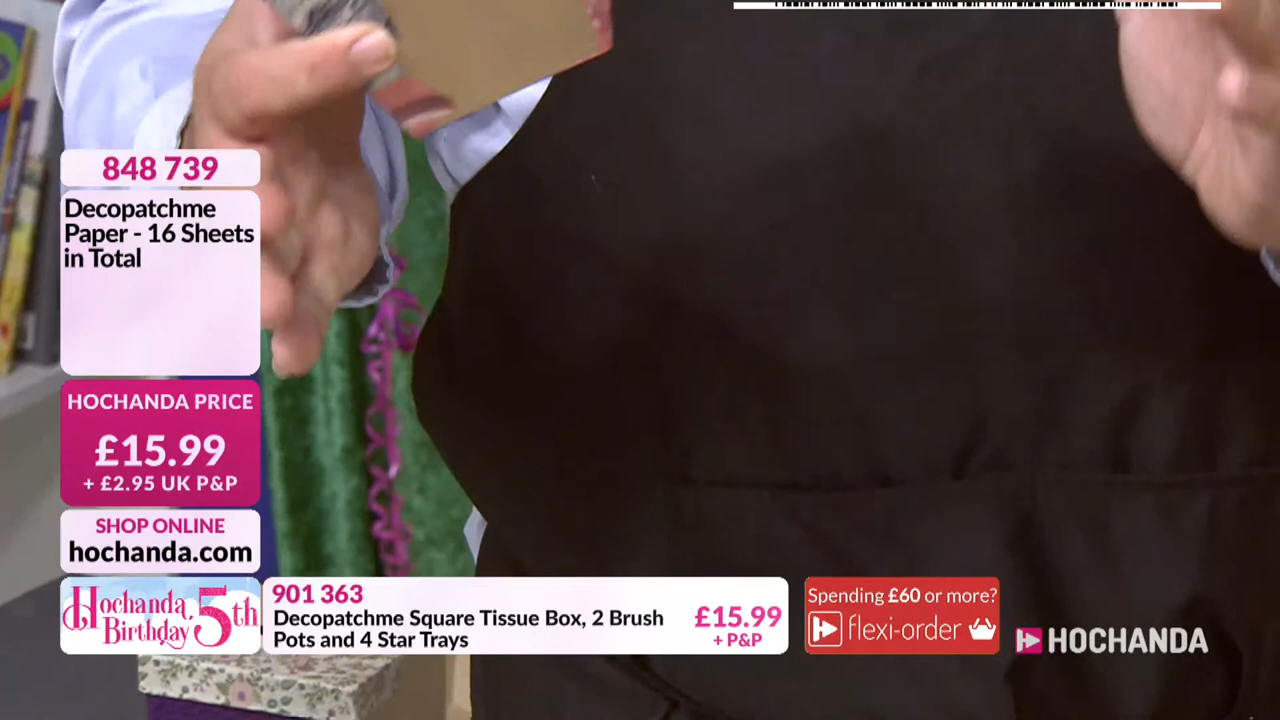 848 739
Decopatchme
Paper - 16 Sheets
in Total
HOCHANDA PRICE
£15.99
+ £2.95 UK P&P
SHOP ONLINE
hochanda.com
Hochanda
Birthday 5th
901 363
Decopatchme Square Tissue Box, 2 Brush
Pots and 4 Star Trays
£15.99
+ P&P
Spending £60 or more?
flexi-order
HOCHANDA